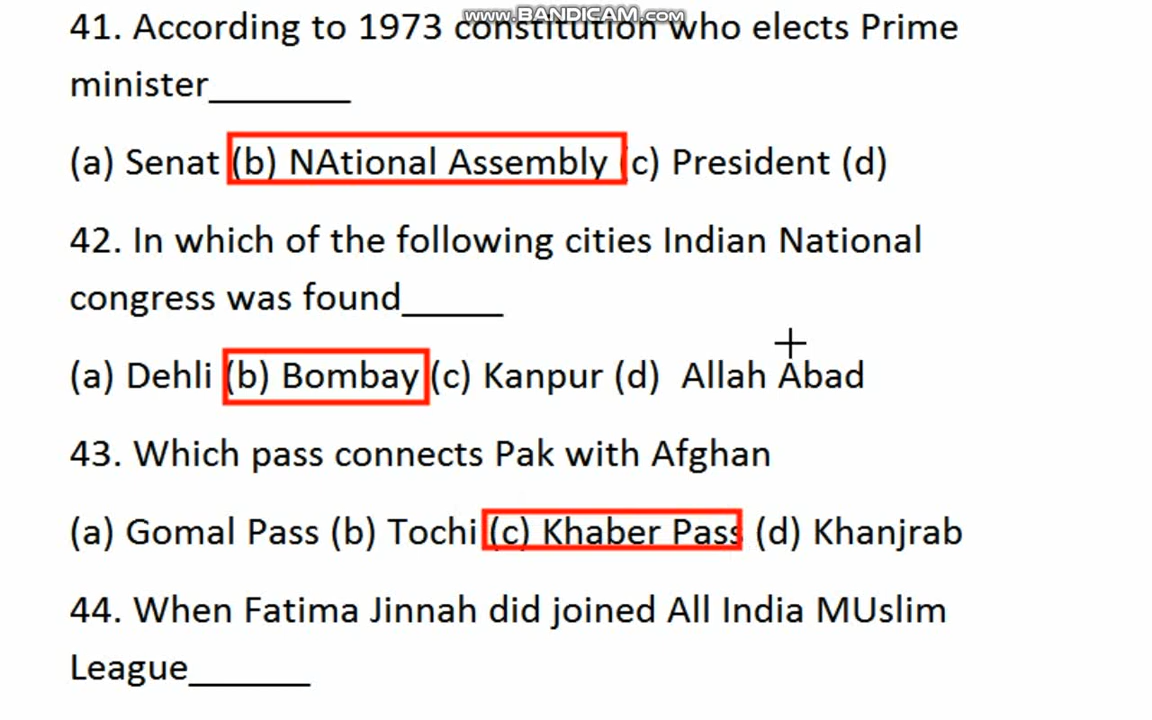 www.BANDICAM.com
41. According to 1973 constitution who elects Prime
minister_______
(a) Senat (b) NAtional Assembly (c) President (d)
42. In which of the following cities Indian National
congress was found_____
(a) Dehli (b) Bombay (c) Kanpur (d) Allah Abad
43. Which pass connects Pak with Afghan
(a) Gomal Pass (b) Tochi (c) Khaber Pass (d) Khanjrab
44. When Fatima Jinnah did joined All India MUslim
League______